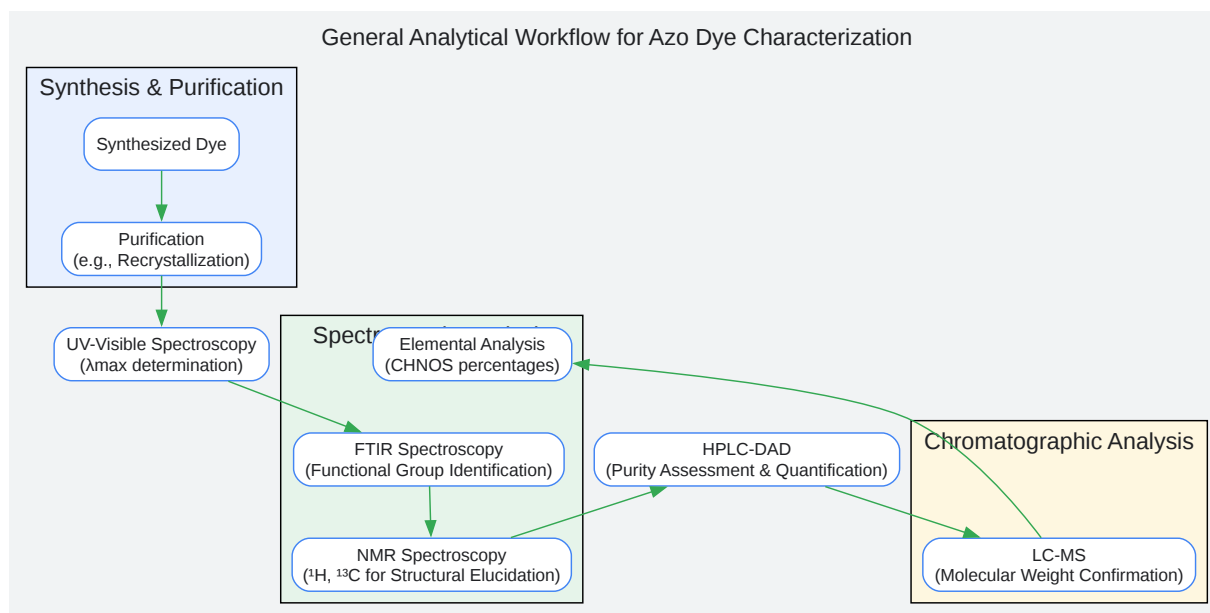 General Analytical Workflow for Azo Dye Characterization
Synthesis & Purification
Synthesized Dye
Purification
(e.g., Recrystallization)
UV-Visible Spectroscopy
(λmax determination)
Elemental Analysis
(CHNOS percentages)
FTIR Spectroscopy
(Functional Group Identification)
NMR Spectroscopy
(¹H, ¹³C for Structural Elucidation)
HPLC-DAD
(Purity Assessment & Quantification)
Chromatographic Analysis
LC-MS
(Molecular Weight Confirmation)